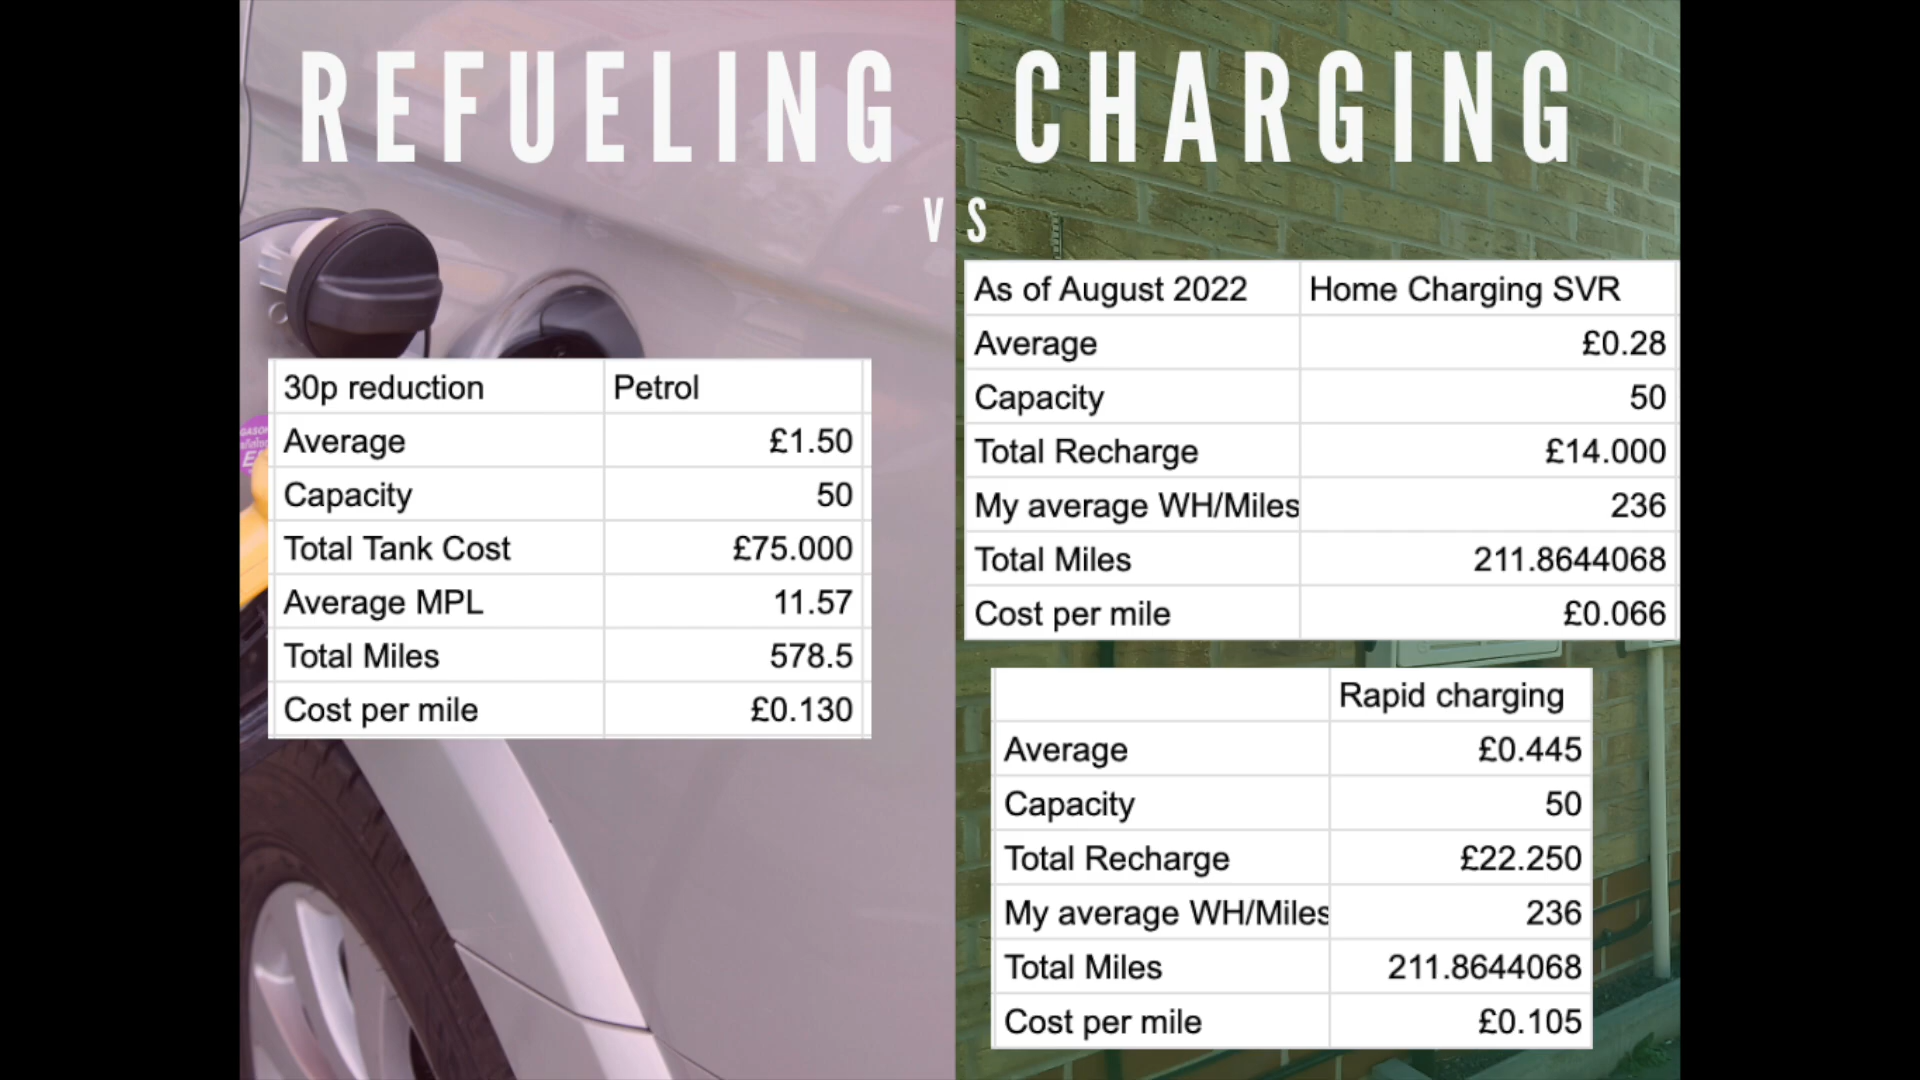 REFUELING
VS
CHARGING
30p reduction Petrol
Average £1.50
Capacity 50
Total Tank Cost £75.000
Average MPL 11.57
Total Miles 578.5
Cost per mile £0.130
As of August 2022 Home Charging SVR
Average £0.28
Capacity 50
Total Recharge £14.000
My average WH/Miles 236
Total Miles 211.8644068
Cost per mile £0.066
Rapid charging
Average £0.445
Capacity 50
Total Recharge £22.250
My average WH/Miles 236
Total Miles 211.8644068
Cost per mile £0.105